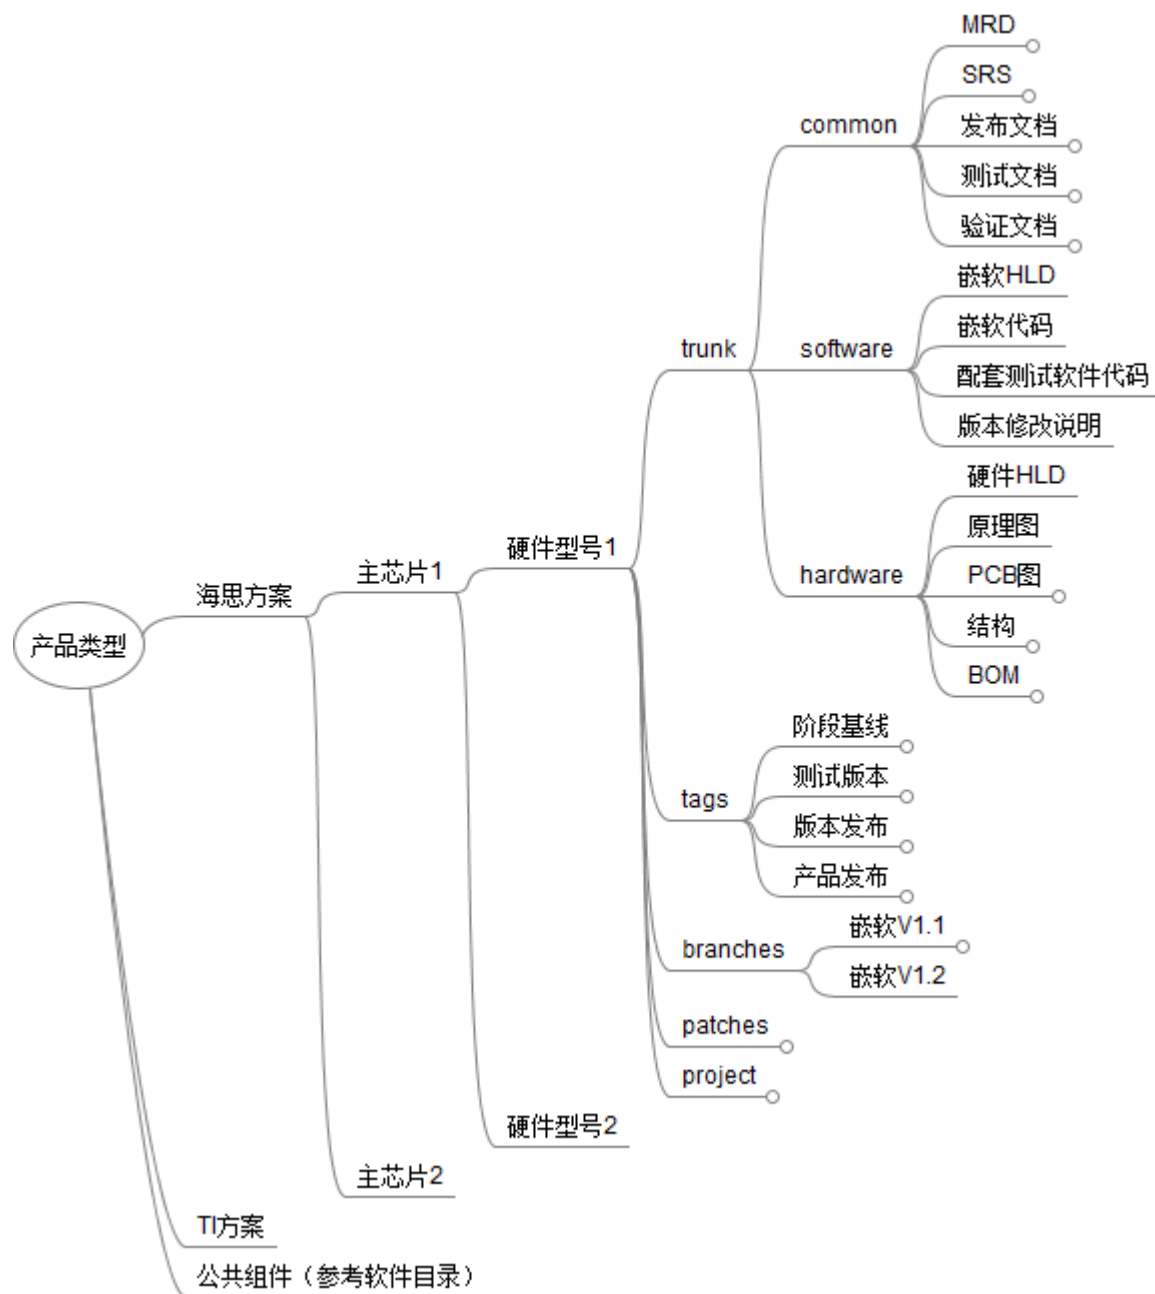 MRD
SRS
common
发布文档
测试文档
验证文档
嵌软HLD
嵌软代码
trunk
software
配套测试软件代码
版本修改说明
硬件HLD
原理图
硬件型号1
主芯片1
hardware
PCB图
海思方案
结构
产品类型
BOM
阶段基线
测试版本
tags
版本发布
产品发布
嵌软V1.1
branches
嵌软V1.2
patches
project
硬件型号2
主芯片2
TI方案
公共组件（参考软件目录）